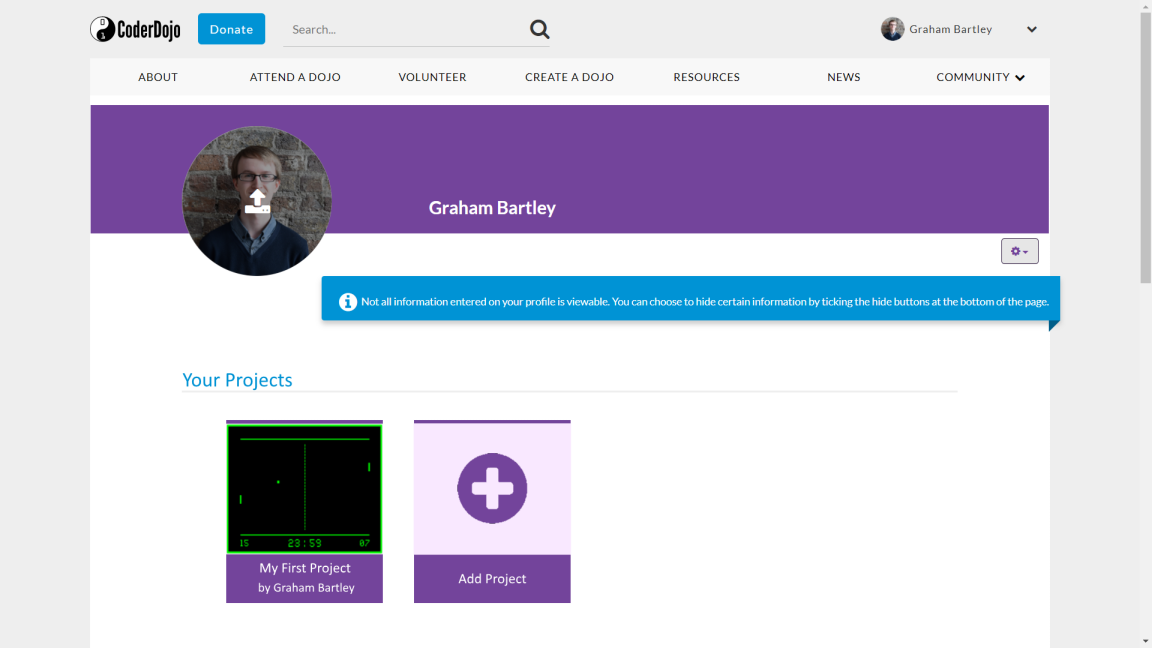 CoderDojo
Donate
Search...
Graham Bartley
ABOUT
ATTEND A DOJO
VOLUNTEER
CREATE A DOJO
RESOURCES
NEWS
COMMUNITY
Graham Bartley
Not all information entered on your profile is viewable. You can choose to hide certain information by ticking the hide buttons at the bottom of the page.
Your Projects
15 23:59 07
My First Project
by Graham Bartley
Add Project